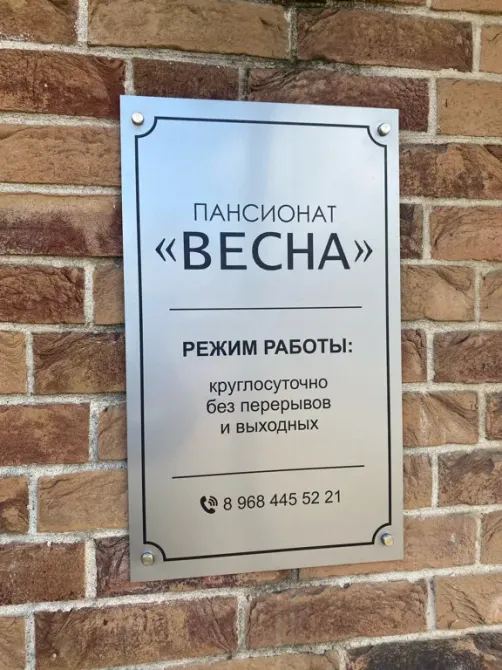 ПАНСИОНАТ
«ВЕСНА»
РЕЖИМ РАБОТЫ:
круглосуточно
без перерывов
и выходных
8 968 445 52 21